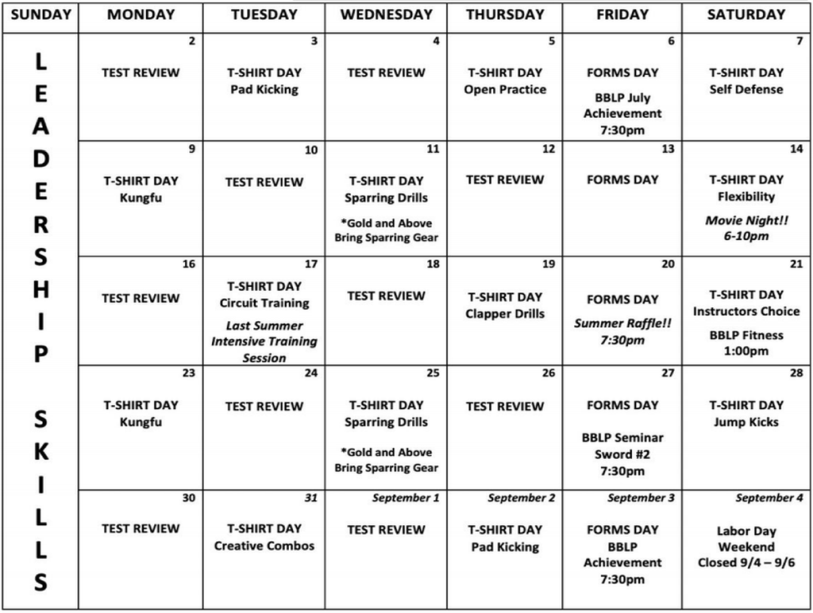 SUNDAY MONDAY TUESDAY WEDNESDAY THURSDAY FRIDAY SATURDAY
LEADERSHIP SKILLS
2
TEST REVIEW
3
T-SHIRT DAY
Pad Kicking
4
TEST REVIEW
5
T-SHIRT DAY
Open Practice
6
FORMS DAY
BBLP July
Achievement
7:30pm
7
T-SHIRT DAY
Self Defense
9
T-SHIRT DAY
Kungfu
10
TEST REVIEW
11
T-SHIRT DAY
Sparring Drills
*Gold and Above
Bring Sparring Gear
12
TEST REVIEW
13
FORMS DAY
14
T-SHIRT DAY
Flexibility
Movie Night!!
6-10pm
16
TEST REVIEW
17
T-SHIRT DAY
Circuit Training
Last Summer
Intensive Training
Session
18
TEST REVIEW
19
T-SHIRT DAY
Clapper Drills
20
FORMS DAY
Summer Raffle!!
7:30pm
21
T-SHIRT DAY
Instructors Choice
BBLP Fitness
1:00pm
23
T-SHIRT DAY
Kungfu
24
TEST REVIEW
25
T-SHIRT DAY
Sparring Drills
*Gold and Above
Bring Sparring Gear
26
TEST REVIEW
27
FORMS DAY
BBLP Seminar
Sword #2
7:30pm
28
T-SHIRT DAY
Jump Kicks
30
TEST REVIEW
31
T-SHIRT DAY
Creative Combos
September 1
TEST REVIEW
September 2
T-SHIRT DAY
Pad Kicking
September 3
FORMS DAY
BBLP
Achievement
7:30pm
September 4
Labor Day
Weekend
Closed 9/4 – 9/6